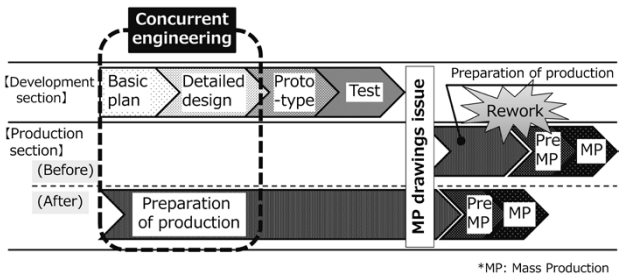 Concurrent
engineering
【Development
section】
Basic
plan
Detailed
design
Proto
-type
Test
MP drawings issue
Preparation of production
Rework
【Production
section】
(Before)
Pre
MP
MP
(After)
Preparation
of production
Pre
MP
MP
*MP: Mass Production